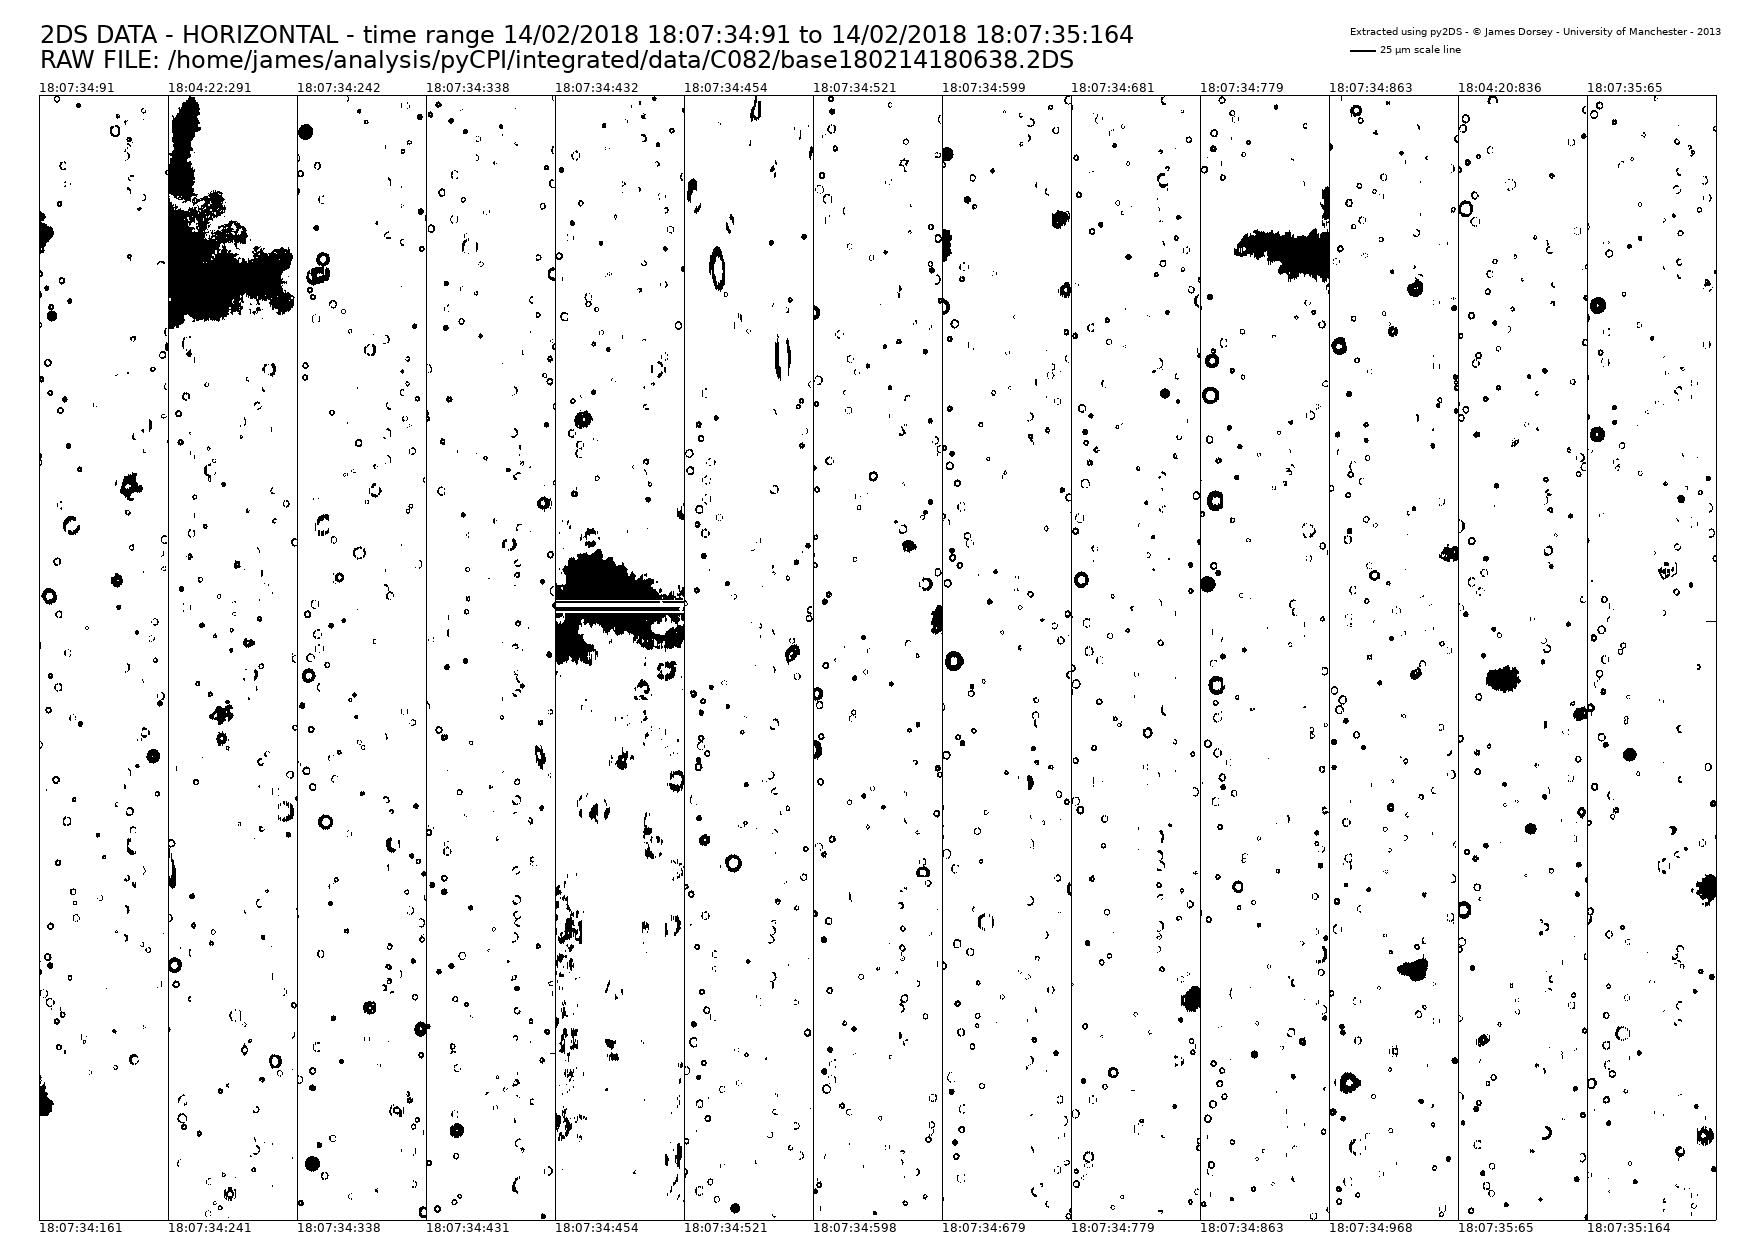 2DS DATA - HORIZONTAL - time range 14/02/2018 18:07:34:91 to 14/02/2018 18:07:35:164
RAW FILE: /home/james/analysis/pyCPI/integrated/data/C082/base180214180638.2DS
Extracted using py2DS - © James Dorsey - University of Manchester - 2013
25 µm scale line
18:07:34:91 18:04:22:291 18:07:34:242 18:07:34:338 18:07:34:432 18:07:34:454 18:07:34:521 18:07:34:599 18:07:34:681 18:07:34:779 18:07:34:863 18:04:20:836 18:07:35:65
18:07:34:161 18:07:34:241 18:07:34:338 18:07:34:431 18:07:34:454 18:07:34:521 18:07:34:598 18:07:34:679 18:07:34:779 18:07:34:863 18:07:34:968 18:07:35:65 18:07:35:164